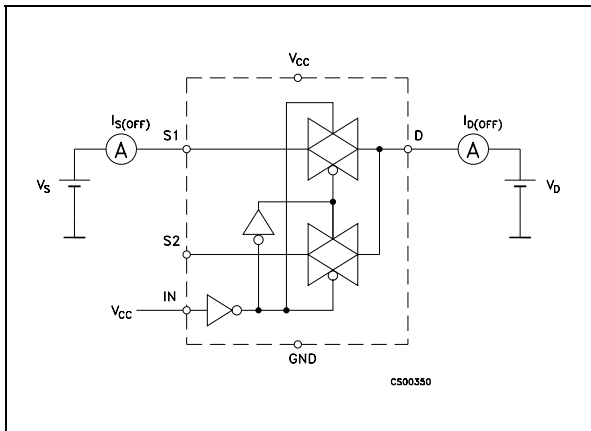 VCC
IS(OFF)
ID(OFF)
S1
D
A
A
VS
VD
S2
IN
VCC
GND
CS00350